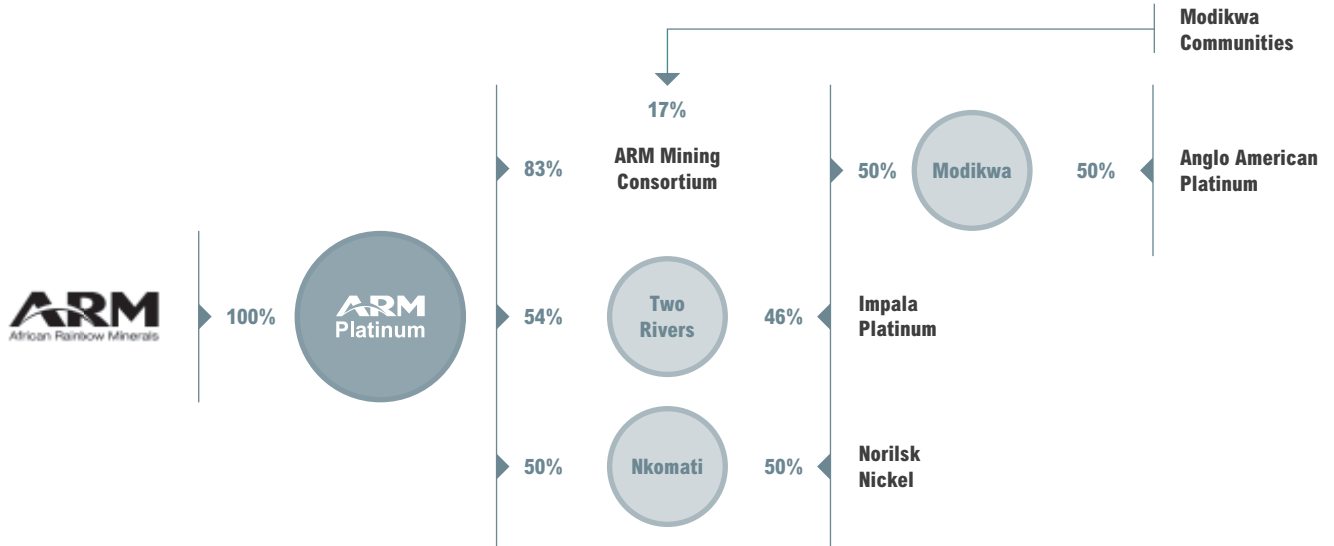 Modikwa
Communities
17%
83%
ARM Mining
Consortium
50%
Modikwa
50%
Anglo American
Platinum
ARM
African Rainbow Minerals
100%
ARM
Platinum
54%
Two
Rivers
46%
Impala
Platinum
50%
Nkomati
50%
Norilsk
Nickel